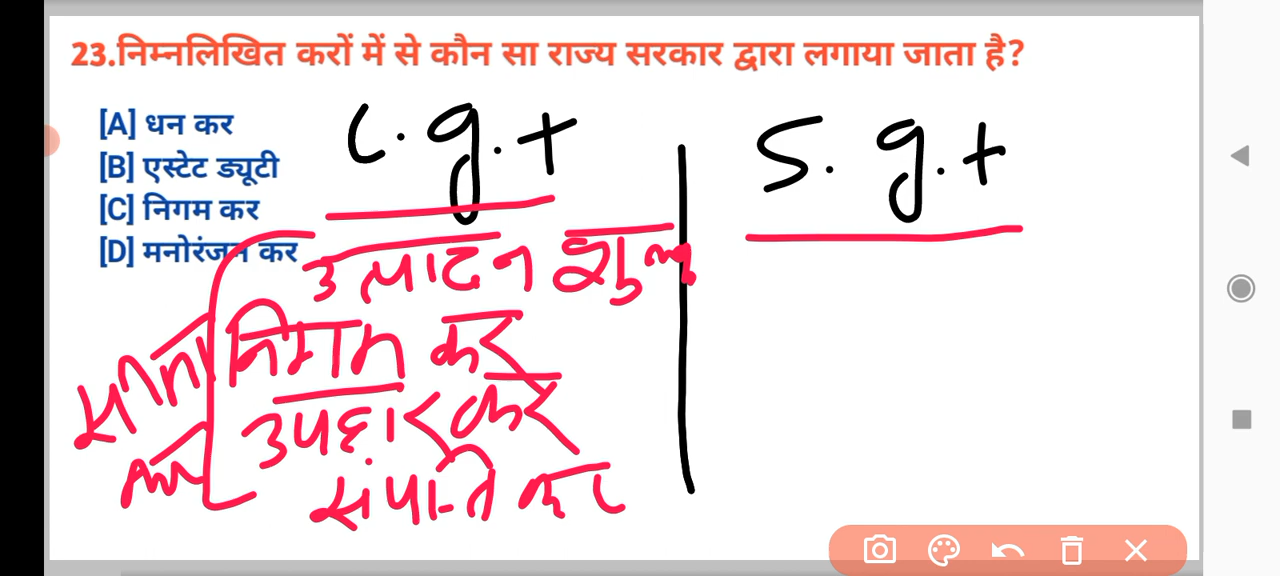 23.निम्नलिखित करों में से कौन सा राज्य सरकार द्वारा लगाया जाता है?
[A] धन कर
[B] एस्टेट ड्यूटी
[C] निगम कर
[D] मनोरंजन कर
C. g. t
S. g. t
उत्पादन शुल्क
निगम कर
उपहार कर
संपत्ति कर